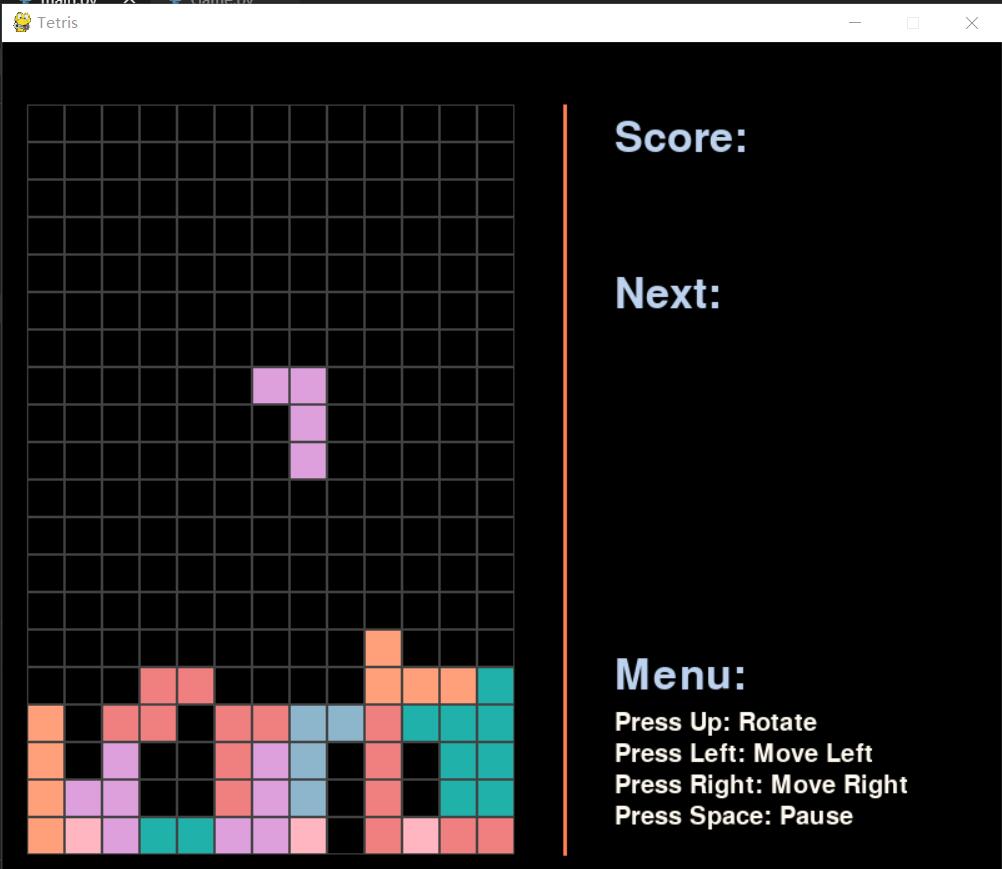 Tetris
Score:
Next:
Menu:
Press Up: Rotate
Press Left: Move Left
Press Right: Move Right
Press Space: Pause